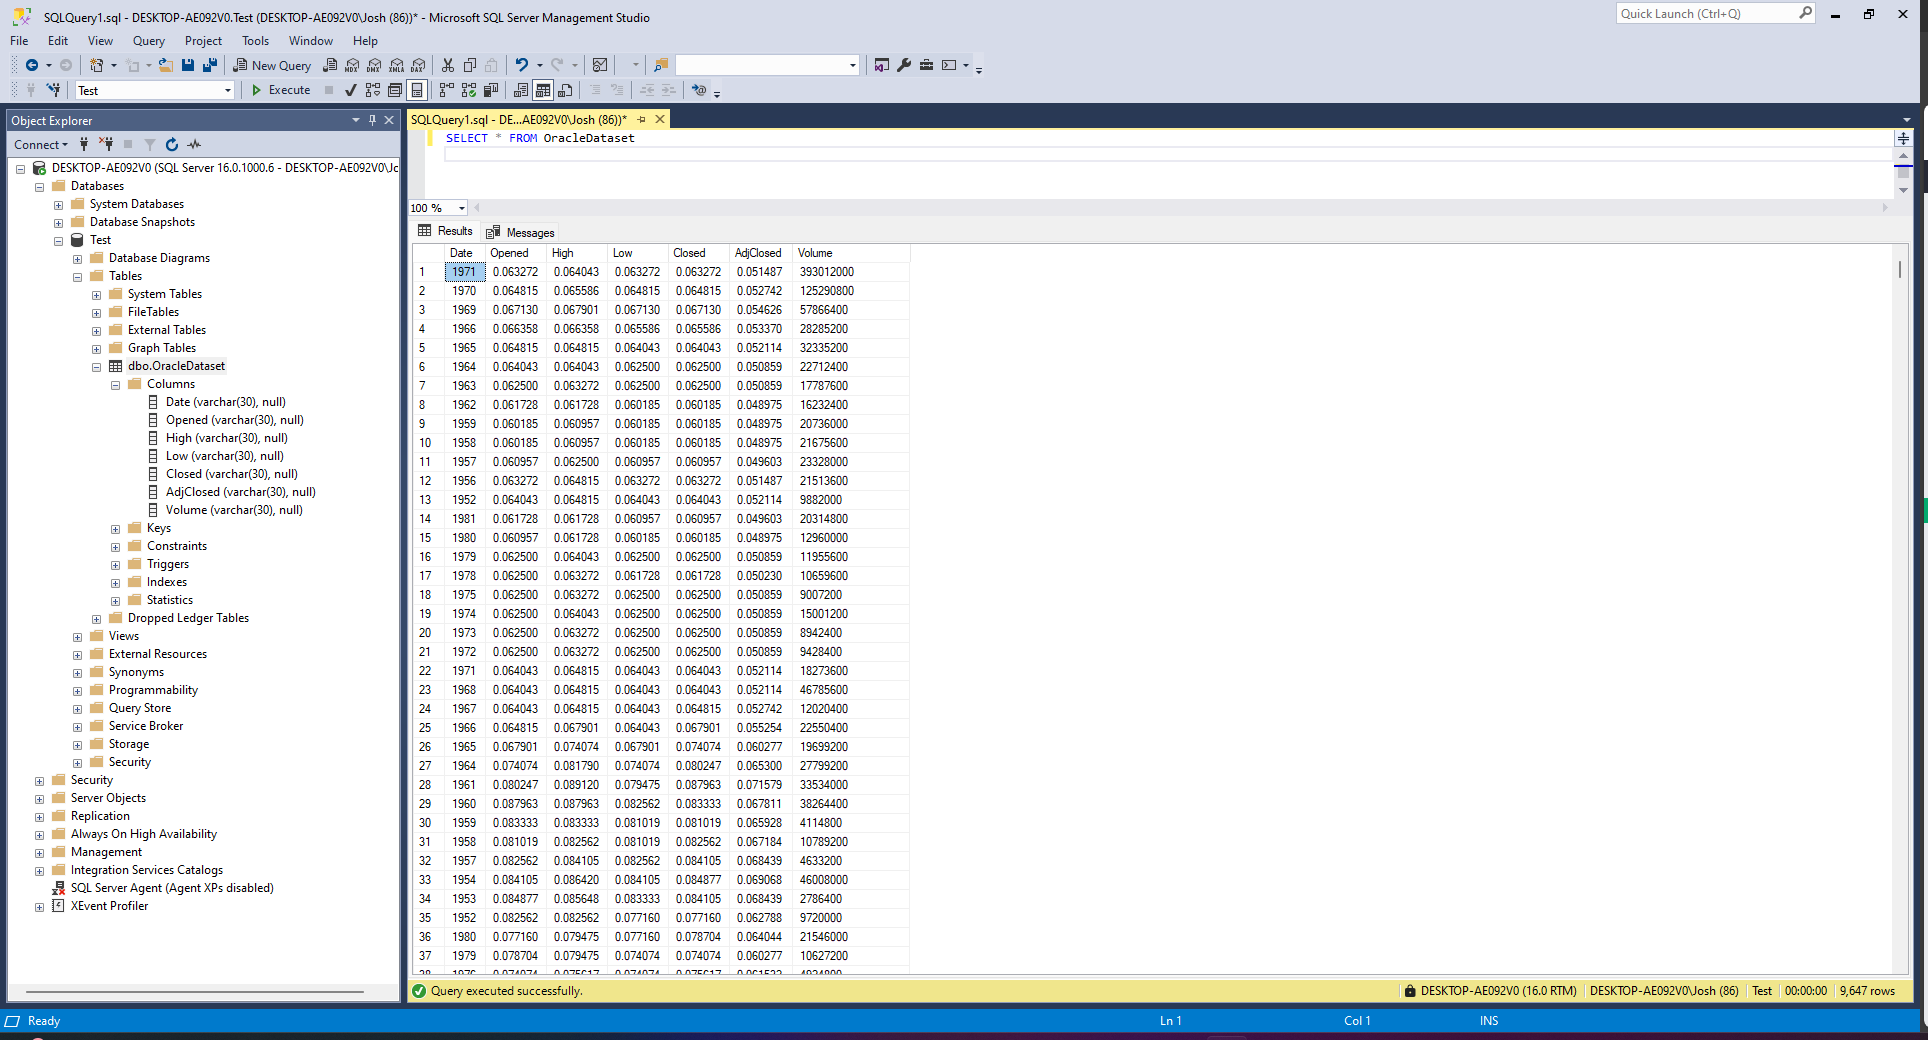 SQLQuery1.sql - DESKTOP-AE092V0.Test (DESKTOP-AE092V0\Josh (86))* - Microsoft SQL Server Management Studio
Quick Launch (Ctrl+Q)
File Edit View Query Project Tools Window Help
New Query MDX DMX XMLA DAX
Test Execute
Object Explorer
Connect
DESKTOP-AE092V0 (SQL Server 16.0.1000.6 - DESKTOP-AE092V0\Jo
Databases
System Databases
Database Snapshots
Test
Database Diagrams
Tables
System Tables
FileTables
External Tables
Graph Tables
dbo.OracleDataset
Columns
Date (varchar(30), null)
Opened (varchar(30), null)
High (varchar(30), null)
Low (varchar(30), null)
Closed (varchar(30), null)
AdjClosed (varchar(30), null)
Volume (varchar(30), null)
Keys
Constraints
Triggers
Indexes
Statistics
Dropped Ledger Tables
Views
External Resources
Synonyms
Programmability
Query Store
Service Broker
Storage
Security
Security
Server Objects
Replication
Always On High Availability
Management
Integration Services Catalogs
SQL Server Agent (Agent XPs disabled)
XEvent Profiler
SQLQuery1.sql - DE...AE092V0\Josh (86))*
SELECT * FROM OracleDataset
100 %
Results Messages
Date Opened High Low Closed AdjClosed Volume
1 1971 0.063272 0.064043 0.063272 0.063272 0.051487 393012000
2 1970 0.064815 0.065586 0.064815 0.064815 0.052742 125290800
3 1969 0.067130 0.067901 0.067130 0.067130 0.054626 57866400
4 1966 0.066358 0.066358 0.065586 0.065586 0.053370 28285200
5 1965 0.064815 0.064815 0.064043 0.064043 0.052114 32335200
6 1964 0.064043 0.064043 0.062500 0.062500 0.050859 22712400
7 1963 0.062500 0.063272 0.062500 0.062500 0.050859 17787600
8 1962 0.061728 0.061728 0.060185 0.060185 0.048975 16232400
9 1959 0.060185 0.060957 0.060185 0.060185 0.048975 20736000
10 1958 0.060185 0.060957 0.060185 0.060185 0.048975 21675600
11 1957 0.060957 0.062500 0.060957 0.060957 0.049603 23328000
12 1956 0.063272 0.064815 0.063272 0.063272 0.051487 21513600
13 1952 0.064043 0.064815 0.064043 0.064043 0.052114 9882000
14 1981 0.061728 0.061728 0.060957 0.060957 0.049603 20314800
15 1980 0.060957 0.061728 0.060185 0.060185 0.048975 12960000
16 1979 0.062500 0.064043 0.062500 0.062500 0.050859 11955600
17 1978 0.062500 0.063272 0.061728 0.061728 0.050230 10659600
18 1975 0.062500 0.063272 0.062500 0.062500 0.050859 9007200
19 1974 0.062500 0.064043 0.062500 0.062500 0.050859 15001200
20 1973 0.062500 0.063272 0.062500 0.062500 0.050859 8942400
21 1972 0.062500 0.063272 0.062500 0.062500 0.050859 9428400
22 1971 0.064043 0.064815 0.064043 0.064043 0.052114 18273600
23 1968 0.064043 0.064815 0.064043 0.064043 0.052114 46785600
24 1967 0.064043 0.064815 0.064043 0.064815 0.052742 12020400
25 1966 0.064815 0.067901 0.064043 0.067901 0.055254 22550400
26 1965 0.067901 0.074074 0.067901 0.074074 0.060277 19699200
27 1964 0.074074 0.081790 0.074074 0.080247 0.065300 27799200
28 1961 0.080247 0.089120 0.079475 0.087963 0.071579 33534000
29 1960 0.087963 0.087963 0.082562 0.083333 0.067811 38264400
30 1959 0.083333 0.083333 0.081019 0.081019 0.065928 4114800
31 1958 0.081019 0.082562 0.081019 0.082562 0.067184 10789200
32 1957 0.082562 0.084105 0.082562 0.084105 0.068439 4633200
33 1954 0.084105 0.086420 0.084105 0.084877 0.069068 46008000
34 1953 0.084877 0.085648 0.083333 0.084105 0.068439 2786400
35 1952 0.082562 0.082562 0.077160 0.077160 0.062788 9720000
36 1980 0.077160 0.079475 0.077160 0.078704 0.064044 21546000
37 1979 0.078704 0.079475 0.074074 0.074074 0.060277 10627200
Query executed successfully.
DESKTOP-AE092V0 (16.0 RTM) DESKTOP-AE092V0\Josh (86) Test 00:00:00 9,647 rows
Ready Ln 1 Col 1 INS